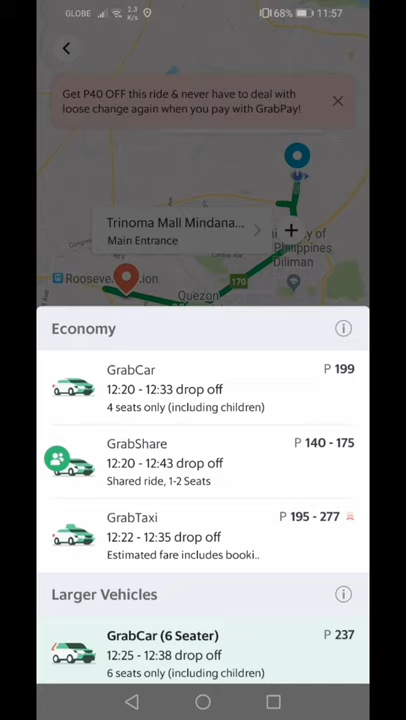 GLOBE 2.3 K/s 68% 11:57
Get P40 OFF this ride & never have to deal with
loose change again when you pay with GrabPay!
Trinoma Mall Mindana...
Main Entrance
Philippines
Diliman
Roosev
170
Quezon
Economy
GrabCar P 199
12:20 - 12:33 drop off
4 seats only (including children)
GrabShare P 140 - 175
12:20 - 12:43 drop off
Shared ride, 1-2 Seats
GrabTaxi P 195 - 277
12:22 - 12:35 drop off
Estimated fare includes booki..
Larger Vehicles
GrabCar (6 Seater) P 237
12:25 - 12:38 drop off
6 seats only (including children)